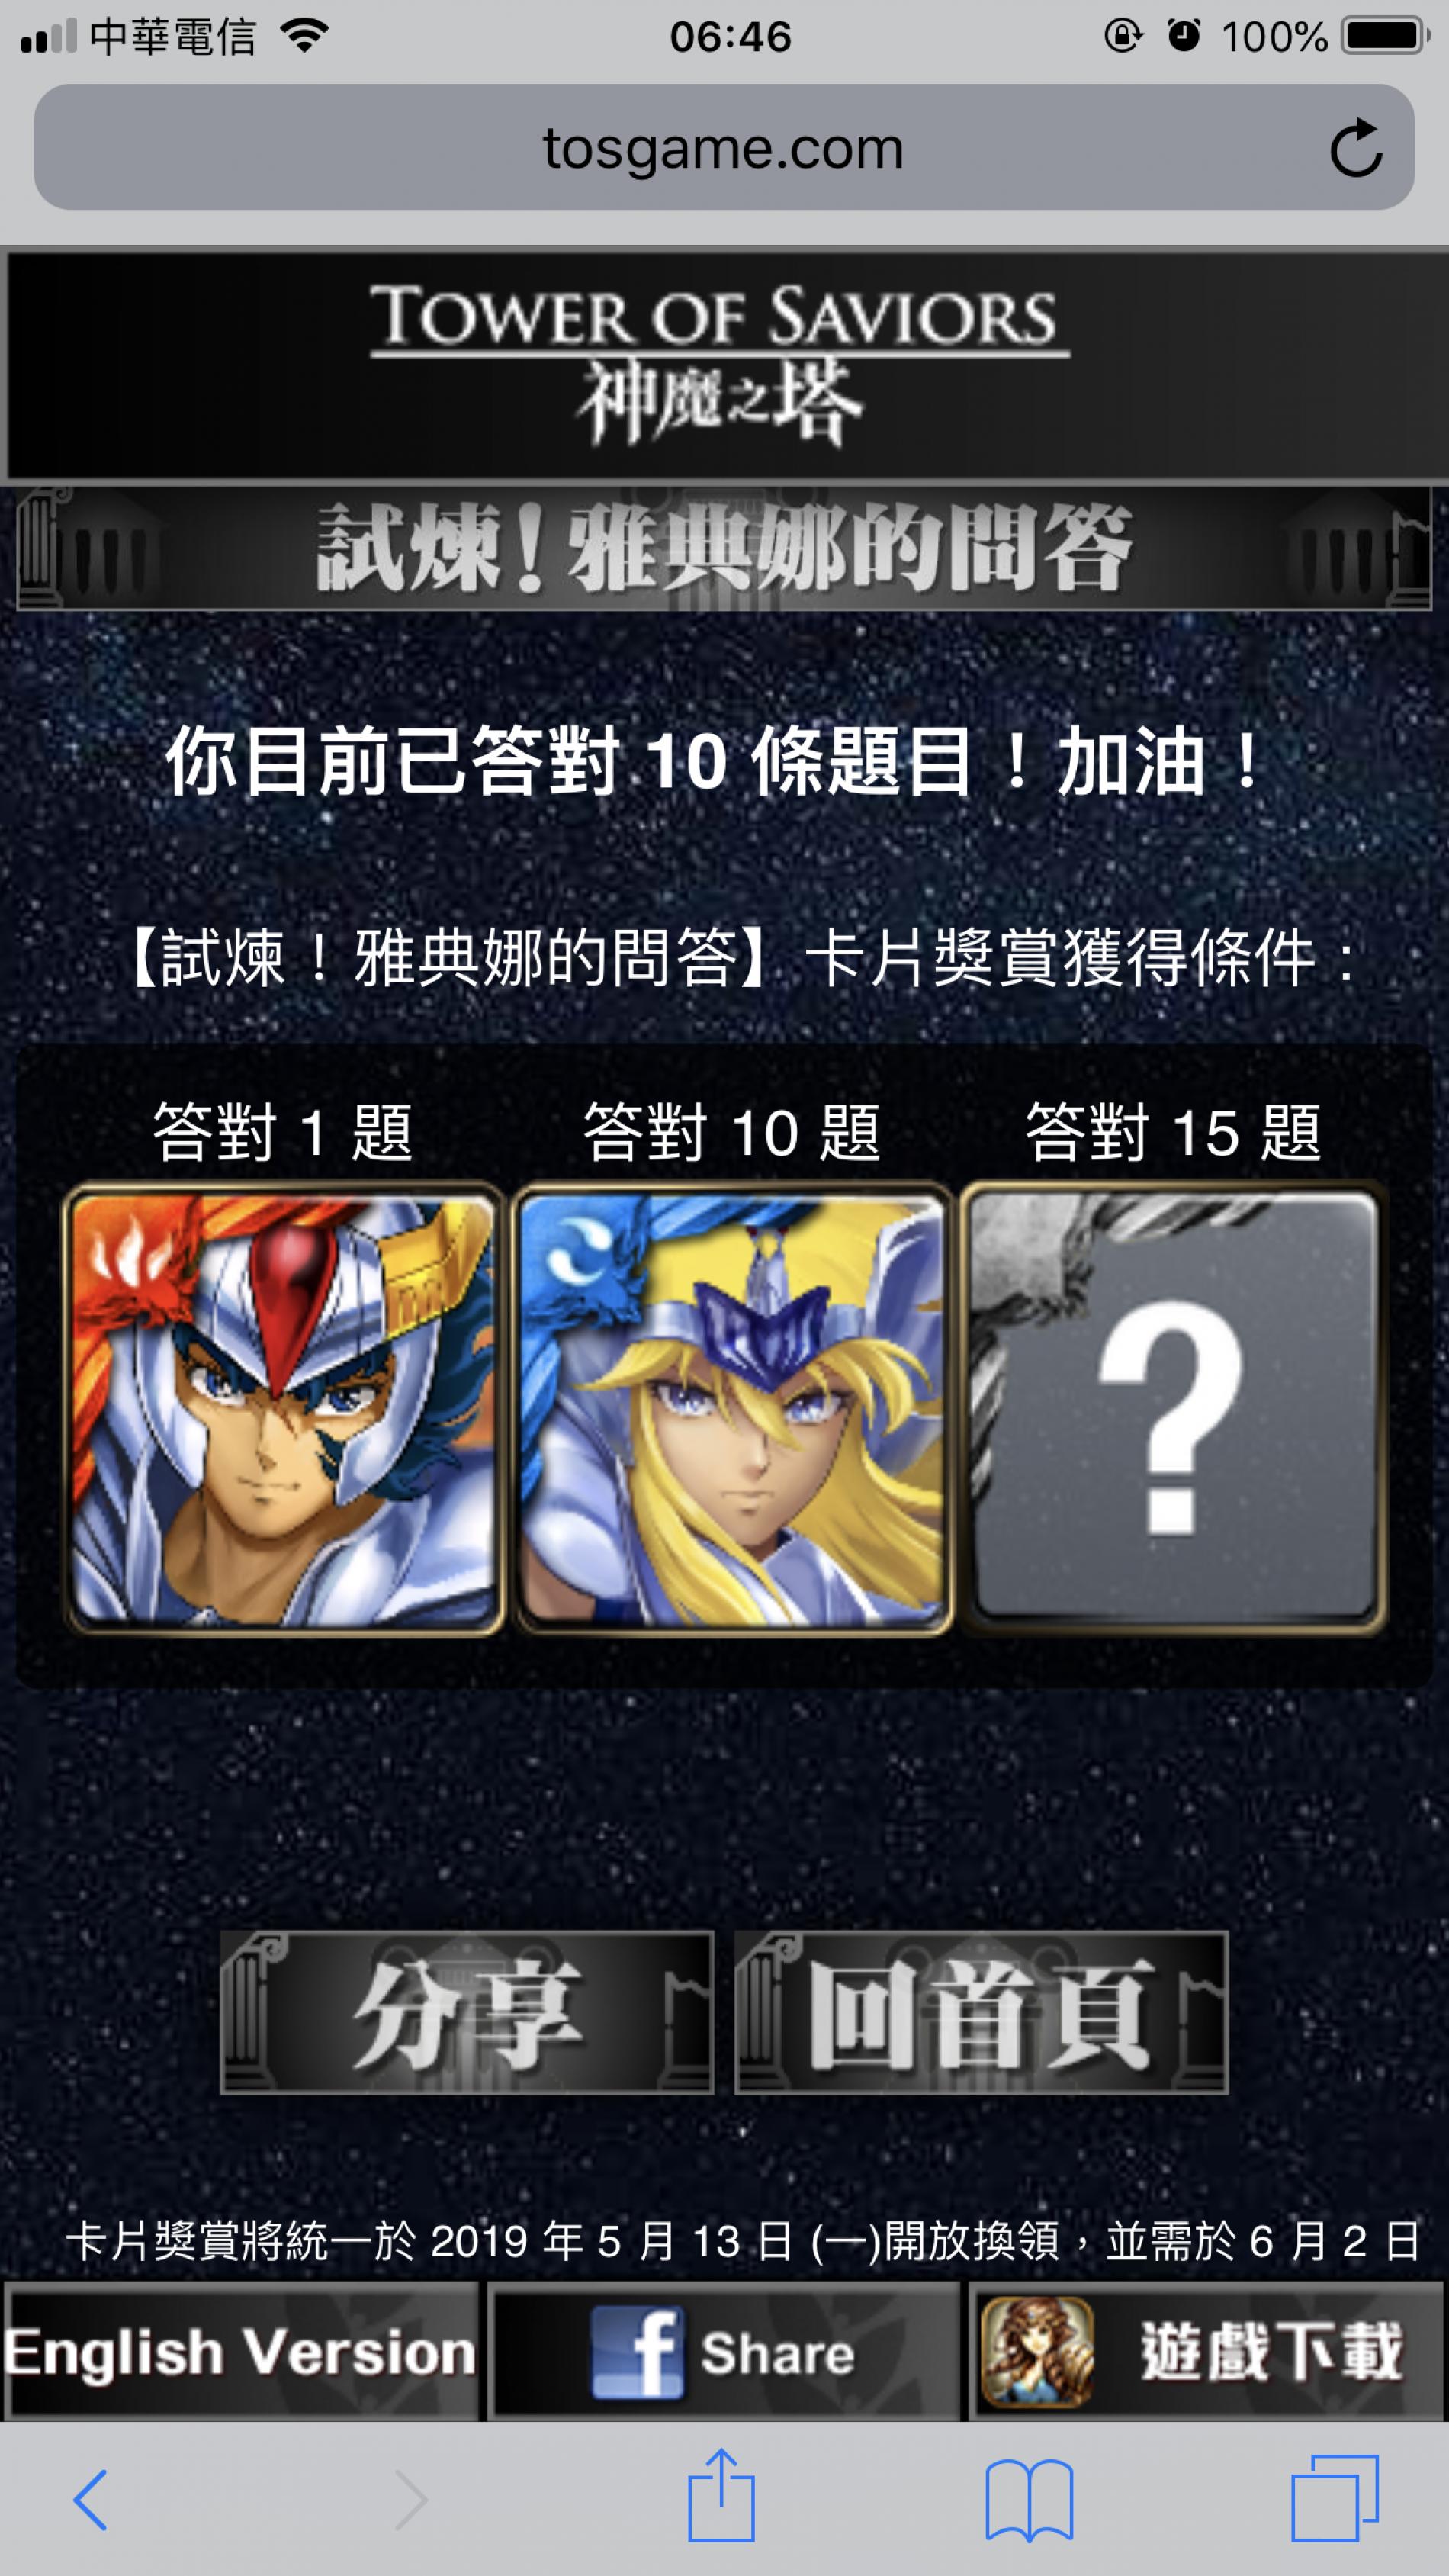 中華電信
06:46
100%
tosgame.com
TOWER OF SAVIORS
神魔之塔
試煉！雅典娜的問答
你目前已答對 10 條題目！加油！
【試煉！雅典娜的問答】卡片獎賞獲得條件：
答對 1 題 答對 10 題 答對 15 題
?
分享 回首頁
卡片獎賞將統一於 2019 年 5 月 13 日 (一)開放換領，並需於 6 月 2 日
English Version f Share 遊戲下載